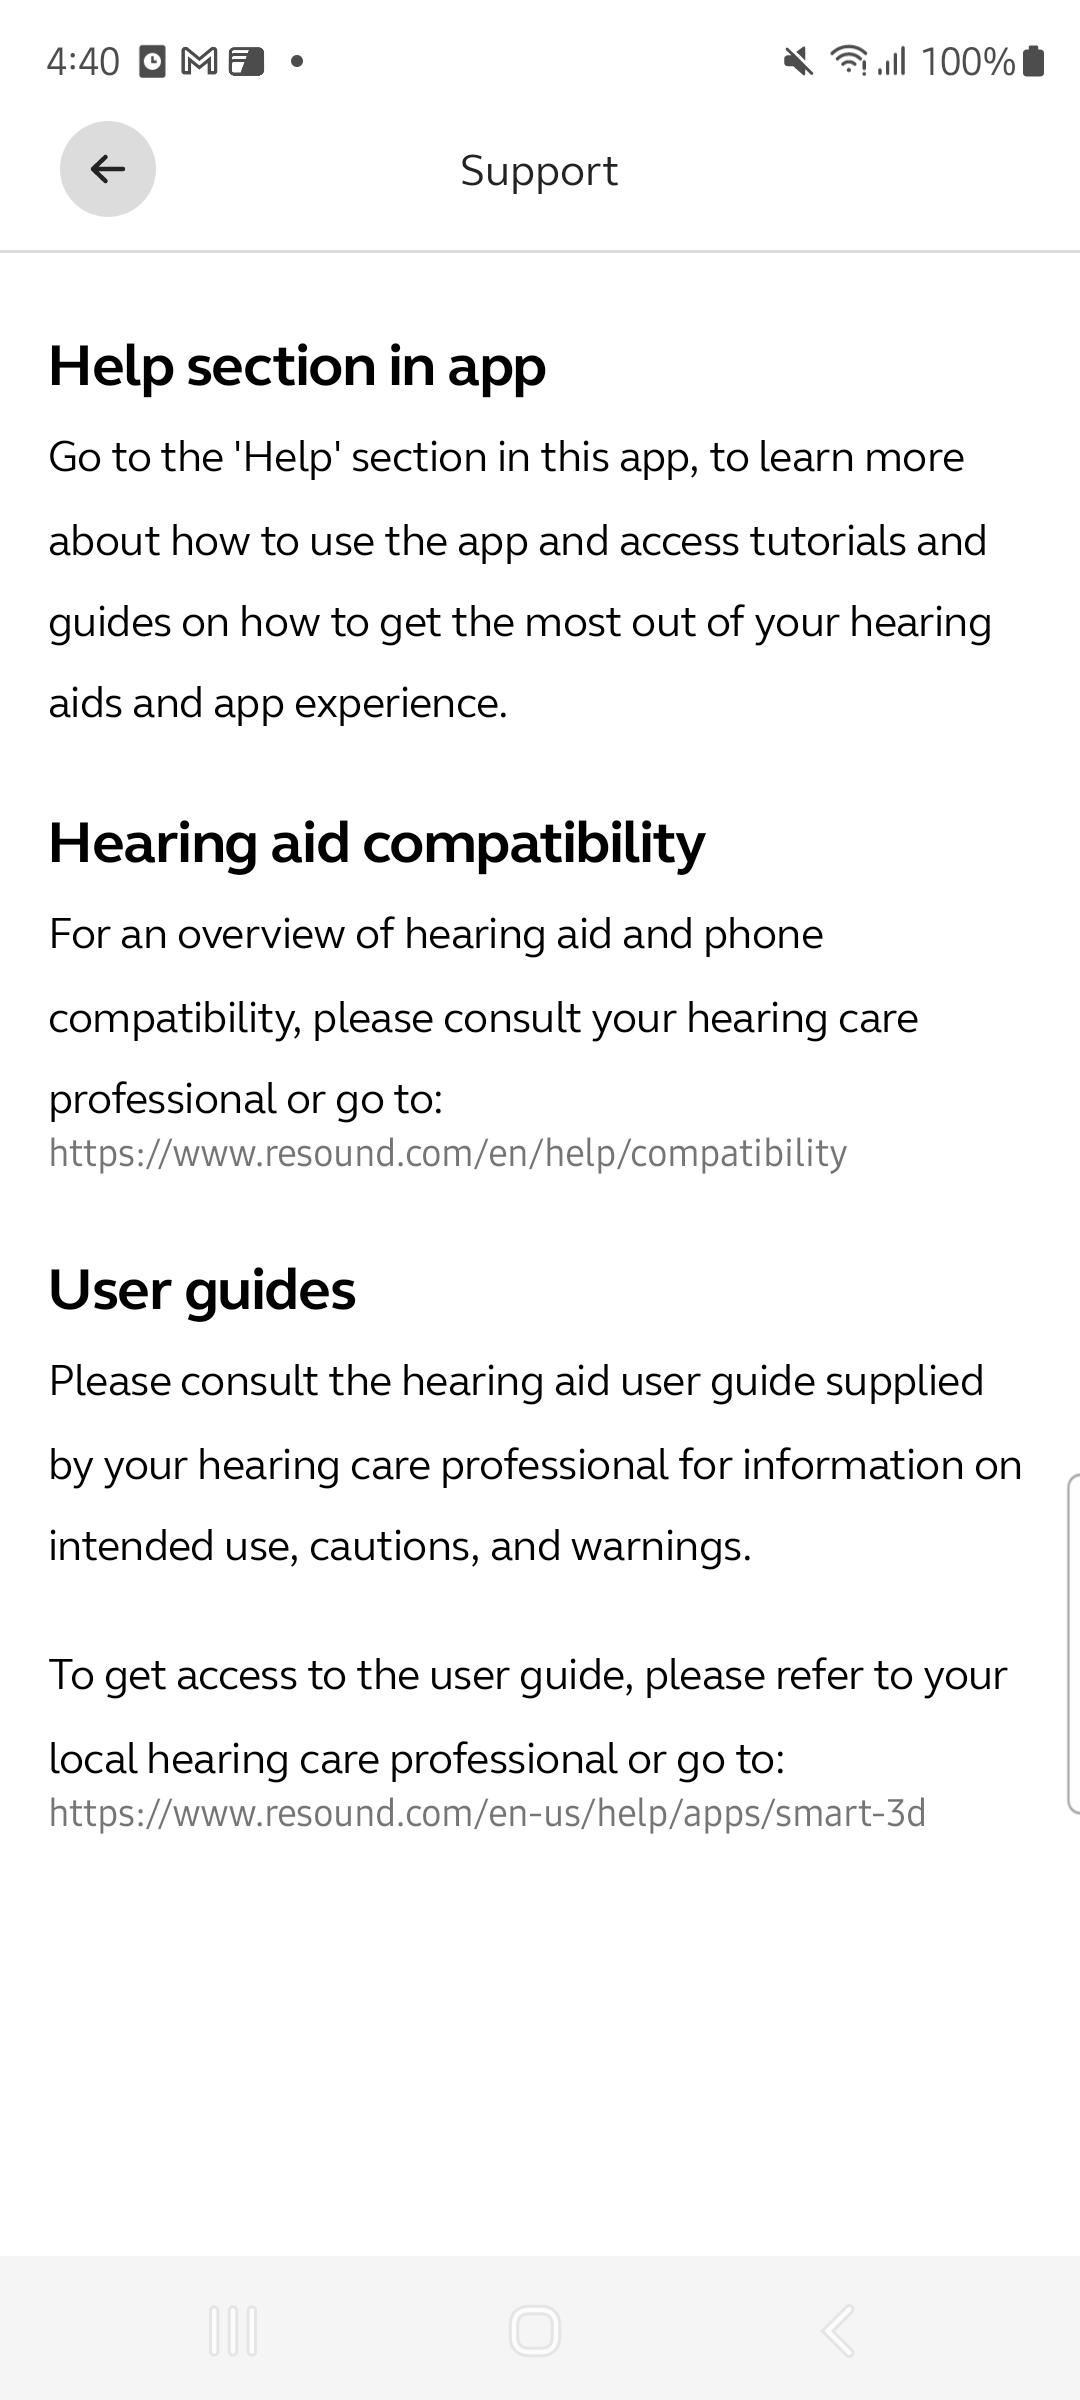 4:40
100%
Support
Help section in app
Go to the 'Help' section in this app, to learn more
about how to use the app and access tutorials and
guides on how to get the most out of your hearing
aids and app experience.
Hearing aid compatibility
For an overview of hearing aid and phone
compatibility, please consult your hearing care
professional or go to:
https://www.resound.com/en/help/compatibility
User guides
Please consult the hearing aid user guide supplied
by your hearing care professional for information on
intended use, cautions, and warnings.
To get access to the user guide, please refer to your
local hearing care professional or go to:
https://www.resound.com/en-us/help/apps/smart-3d